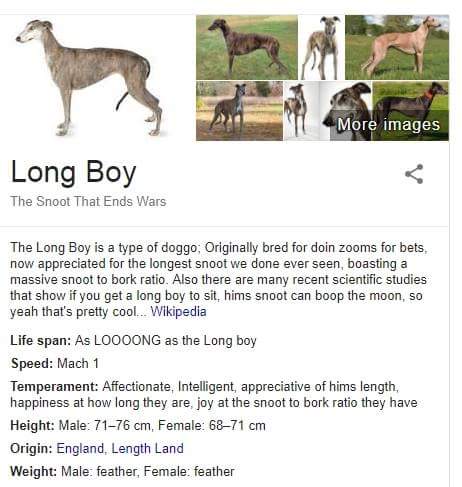 More images
Long Boy
The Snoot That Ends Wars
The Long Boy is a type of doggo; Originally bred for doin zooms for bets,
now appreciated for the longest snoot we done ever seen, boasting a
massive snoot to bork ratio. Also there are many recent scientific studies
that show if you get a long boy to sit, hims snoot can boop the moon, so
yeah that's pretty cool... Wikipedia
Life span: As LOOOONG as the Long boy
Speed: Mach 1
Temperament: Affectionate, Intelligent, appreciative of hims length,
happiness at how long they are, joy at the snoot to bork ratio they have
Height: Male: 71–76 cm, Female: 68–71 cm
Origin: England, Length Land
Weight: Male: feather, Female: feather